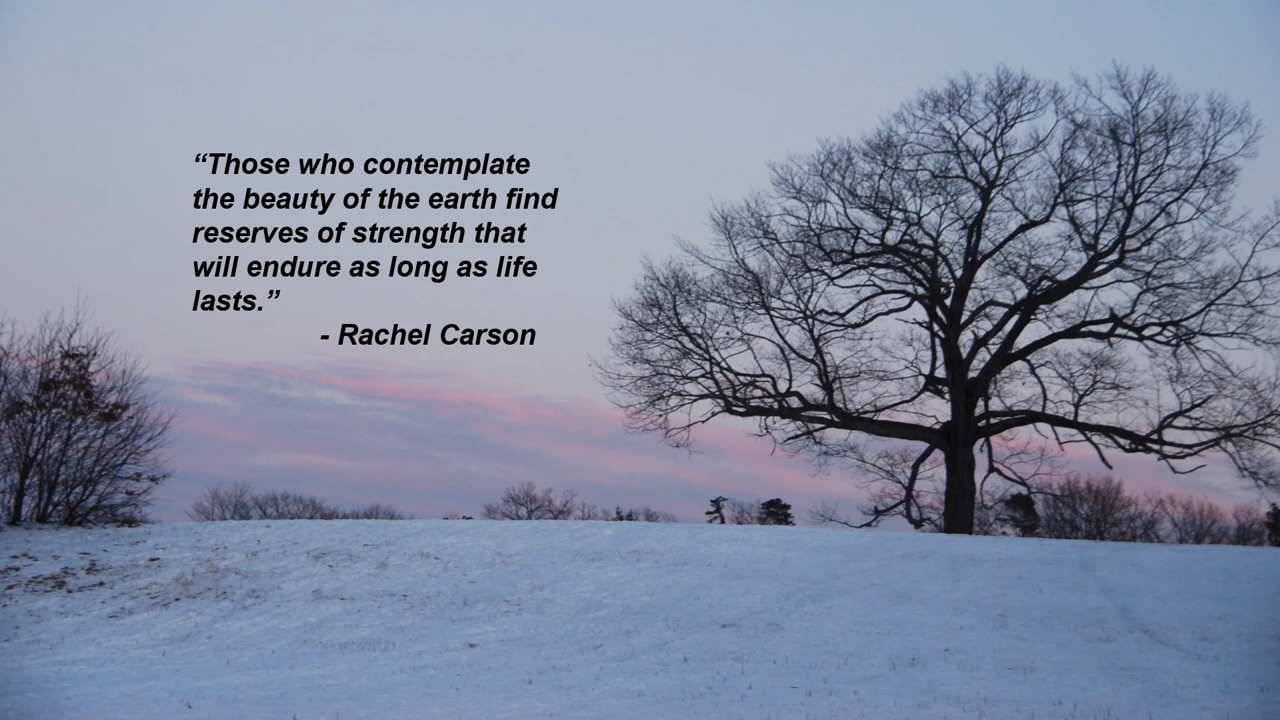 “Those who contemplate
the beauty of the earth find
reserves of strength that
will endure as long as life
lasts.”
- Rachel Carson